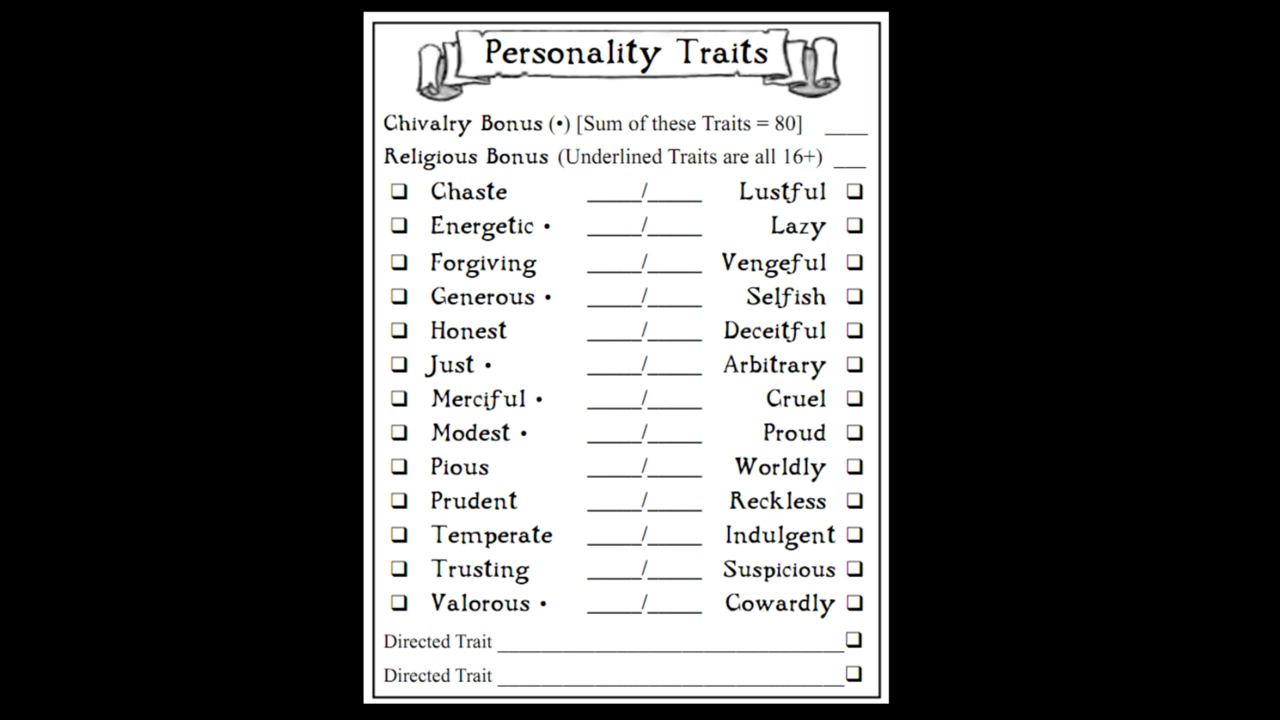 Personality Traits
Chivalry Bonus (•) [Sum of these Traits = 80] ____
Religious Bonus (Underlined Traits are all 16+) ___
❏ Chaste _____/_____ Lustful ❏
❏ Energetic • _____/_____ Lazy ❏
❏ Forgiving _____/_____ Vengeful ❏
❏ Generous • _____/_____ Selfish ❏
❏ Honest _____/_____ Deceitful ❏
❏ Just • _____/_____ Arbitrary ❏
❏ Merciful • _____/_____ Cruel ❏
❏ Modest • _____/_____ Proud ❏
❏ Pious _____/_____ Worldly ❏
❏ Prudent _____/_____ Reckless ❏
❏ Temperate _____/_____ Indulgent ❏
❏ Trusting _____/_____ Suspicious ❏
❏ Valorous • _____/_____ Cowardly ❏
Directed Trait ________________________________ ❏
Directed Trait ________________________________ ❏